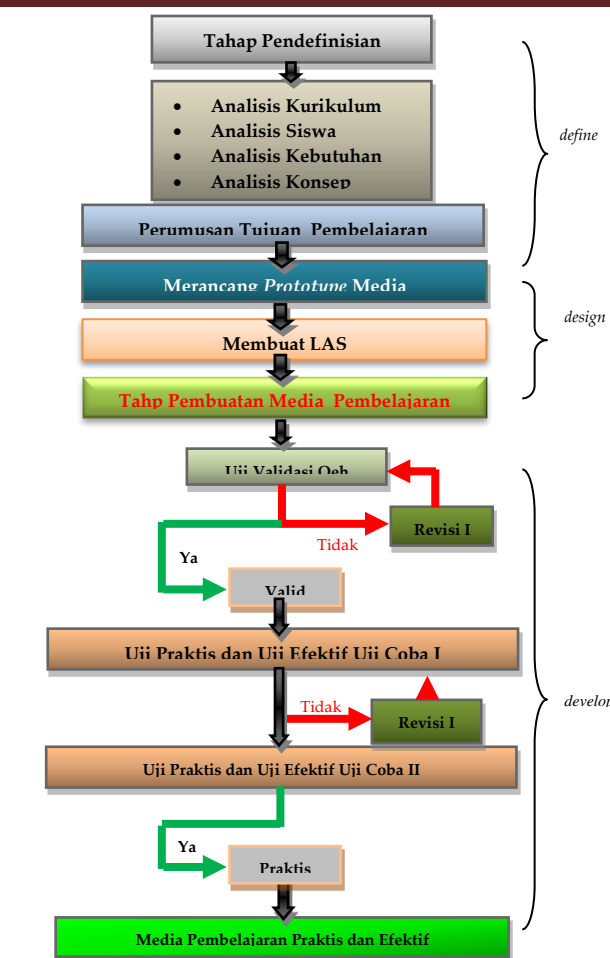 Tahap Pendefinisian
• Analisis Kurikulum
• Analisis Siswa
• Analisis Kebutuhan
• Analisis Konsep
define
Perumusan Tujuan Pembelajaran
Merancang Prototype Media
design
Membuat LAS
Tahp Pembuatan Media Pembelajaran
Uji Validasi Oeh
Revisi I
Tidak
Ya
Valid
Uji Praktis dan Uji Efektif Uji Coba I
Tidak
Revisi I
develop
Uji Praktis dan Uji Efektif Uji Coba II
Ya
Praktis
Media Pembelajaran Praktis dan Efektif